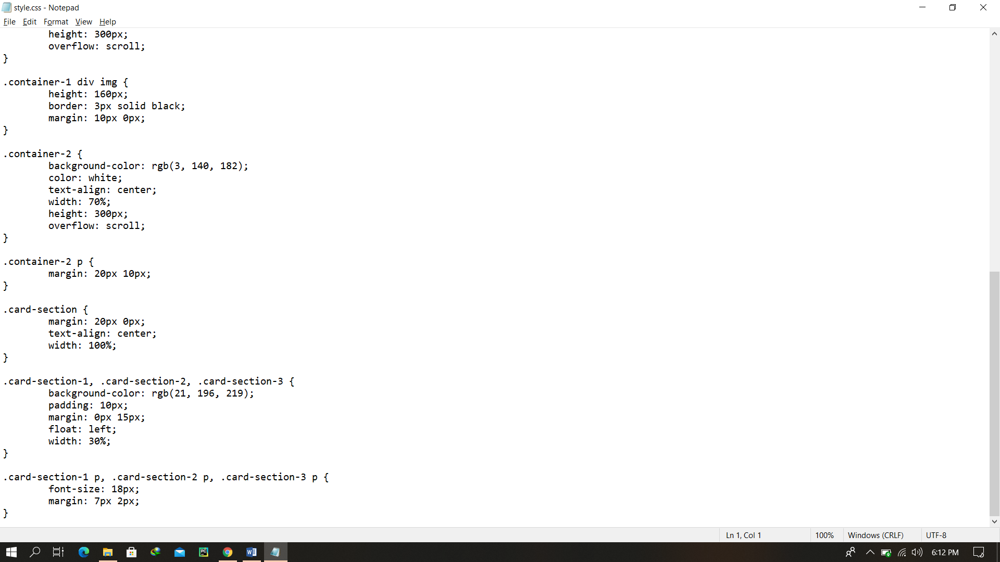 style.css - Notepad
File Edit Format View Help
height: 300px;
overflow: scroll;
}
.container-1 div img {
height: 160px;
border: 3px solid black;
margin: 10px 0px;
}
.container-2 {
background-color: rgb(3, 140, 182);
color: white;
text-align: center;
width: 70%;
height: 300px;
overflow: scroll;
}
.container-2 p {
margin: 20px 10px;
}
.card-section {
margin: 20px 0px;
text-align: center;
width: 100%;
}
.card-section-1, .card-section-2, .card-section-3 {
background-color: rgb(21, 196, 219);
padding: 10px;
margin: 0px 15px;
float: left;
width: 30%;
}
.card-section-1 p, .card-section-2 p, .card-section-3 p {
font-size: 18px;
margin: 7px 2px;
}
Ln 1, Col 1 100% Windows (CRLF) UTF-8
PC W 6:12 PM